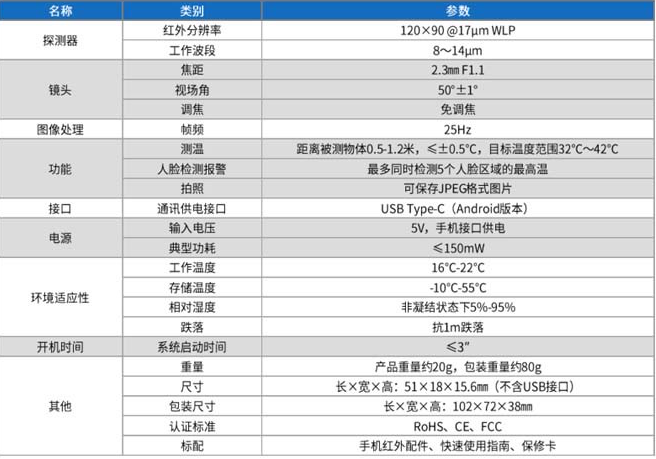 名称 类别 参数
探测器 红外分辨率 120×90 @17μm WLP
工作波段 8～14μm
镜头 焦距 2.3㎜ F1.1
视场角 50°±1°
调焦 免调焦
图像处理 帧频 25Hz
功能 测温 距离被测物体0.5-1.2米，≤±0.5℃，目标温度范围32℃～42℃
人脸检测报警 最多同时检测5个人脸区域的最高温
拍照 可保存JPEG格式图片
接口 通讯供电接口 USB Type-C（Android版本）
电源 输入电压 5V，手机接口供电
典型功耗 ≤150mW
环境适应性 工作温度 16℃-22℃
存储温度 -10℃-55℃
相对湿度 非凝结状态下5%-95%
跌落 抗1m跌落
开机时间 系统启动时间 ≤3″
其他 重量 产品重量约20g，包装重量约80g
尺寸 长×宽×高：51×18×15.6㎜（不含USB接口）
包装尺寸 长×宽×高：102×72×38㎜
认证标准 RoHS、CE、FCC
标配 手机红外配件、快速使用指南、保修卡